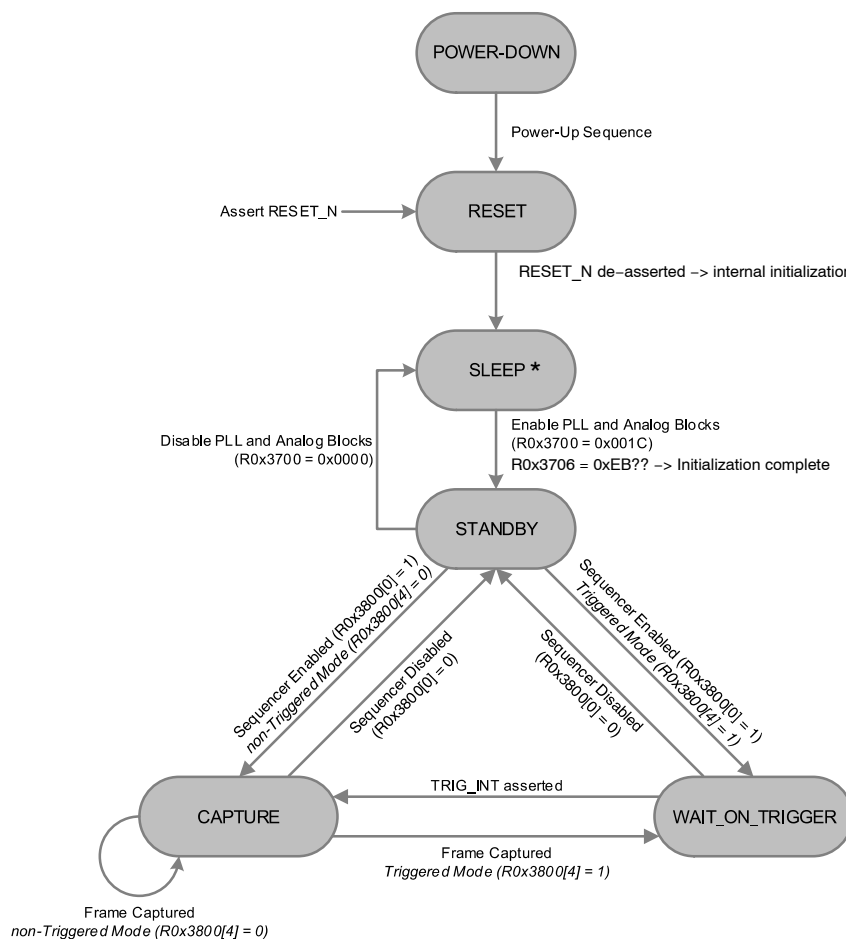 POWER-DOWN
Power-Up Sequence
Assert RESET_N
RESET
RESET_N de-asserted -> internal initialization
SLEEP *
Disable PLL and Analog Blocks
(R0x3700 = 0x0000)
Enable PLL and Analog Blocks
(R0x3700 = 0x001C)
R0x3706 = 0xEB?? -> Initialization complete
STANDBY
Sequencer Enabled (R0x3800[0] = 1)
non-Triggered Mode (R0x3800[4] = 0)
Sequencer Disabled
(R0x3800[0] = 0)
Sequencer Disabled
(R0x3800[0] = 0)
Sequencer Enabled (R0x3800[0] = 1)
Triggered Mode (R0x3800[4] = 1)
CAPTURE
TRIG_INT asserted
WAIT_ON_TRIGGER
Frame Captured
Triggered Mode (R0x3800[4] = 1)
Frame Captured
non-Triggered Mode (R0x3800[4] = 0)